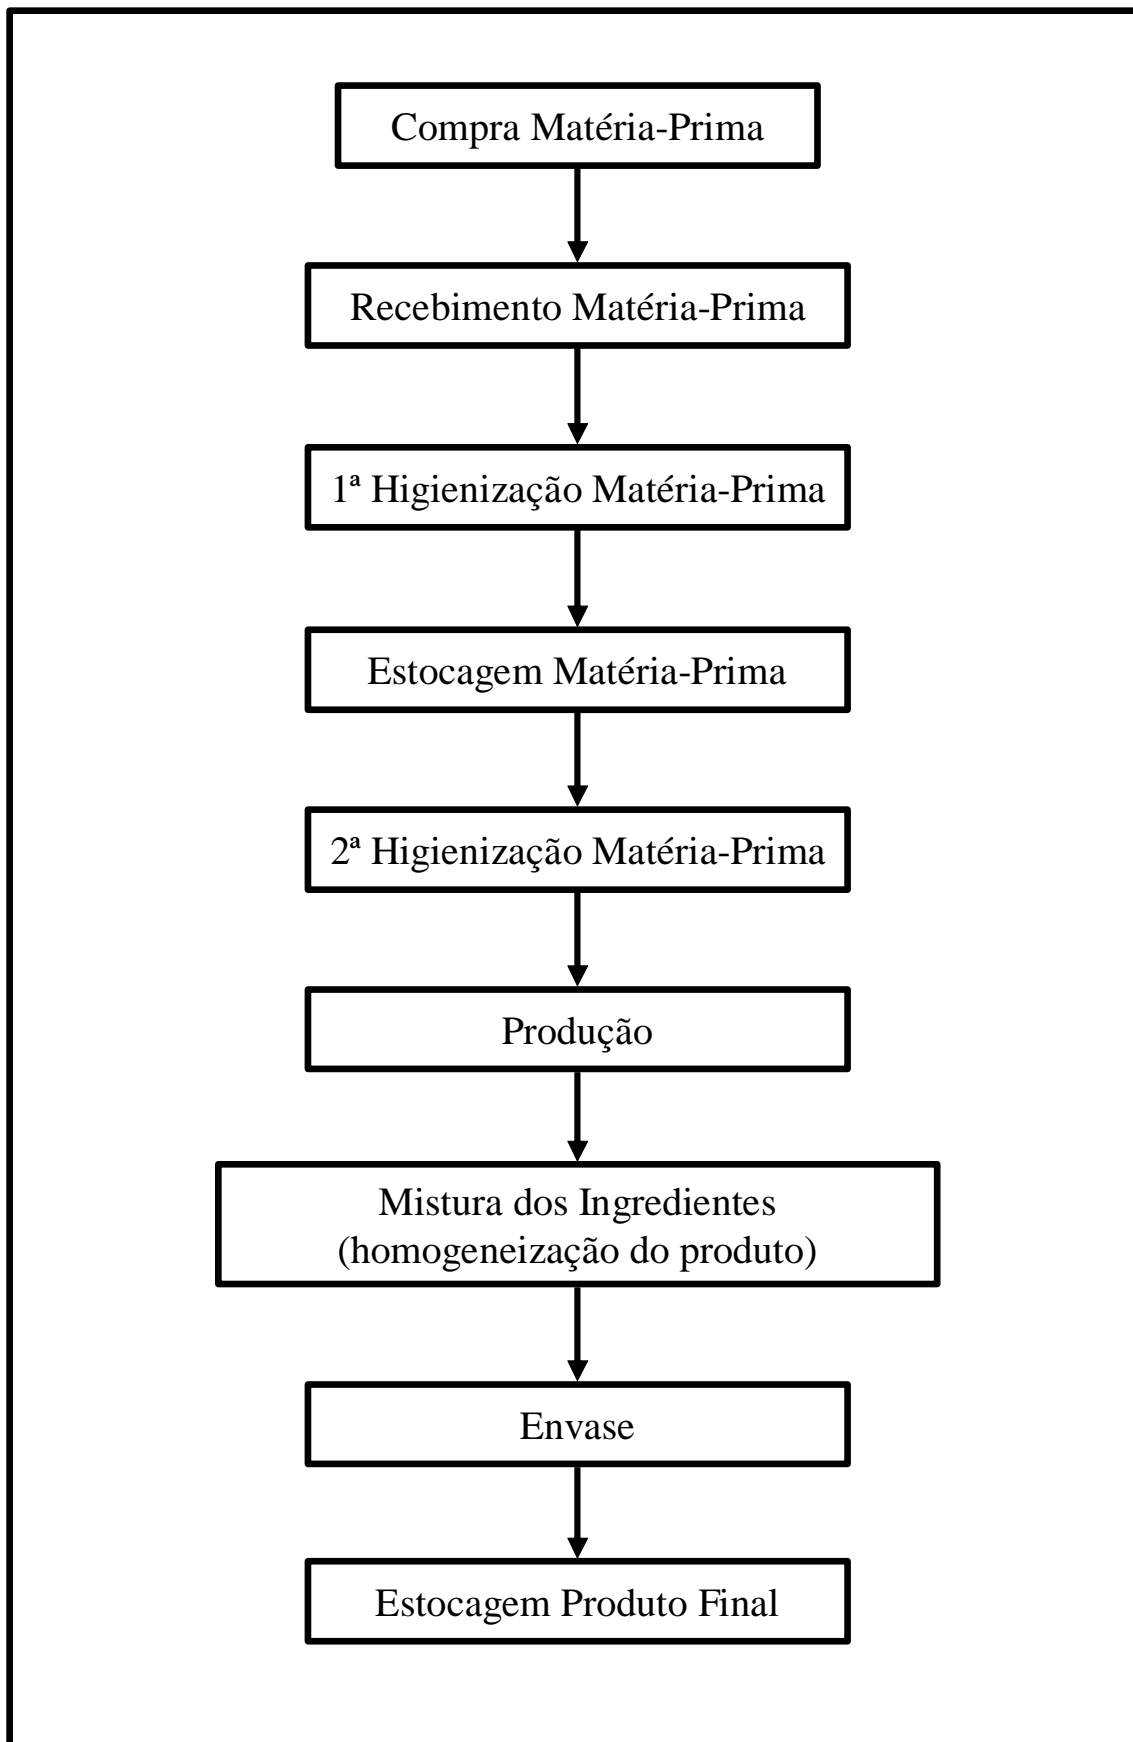 Compra Matéria-Prima
Recebimento Matéria-Prima
1ª Higienização Matéria-Prima
Estocagem Matéria-Prima
2ª Higienização Matéria-Prima
Produção
Mistura dos Ingredientes
(homogeneização do produto)
Envase
Estocagem Produto Final